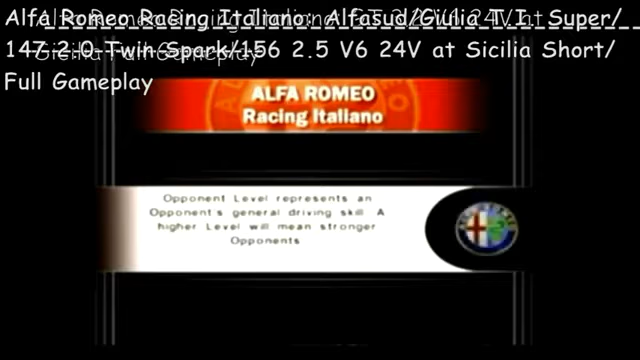 Alfa Romeo Racing Italiano: Alfasud/Giulia T.I. Super/
147 2.0 Twin Spark/156 2.5 V6 24V at Sicilia Short/
Full Gameplay
ALFA ROMEO
Racing Italiano
Opponent Level represents an
Opponent's general driving skill. A
higher Level will mean stronger
Opponents